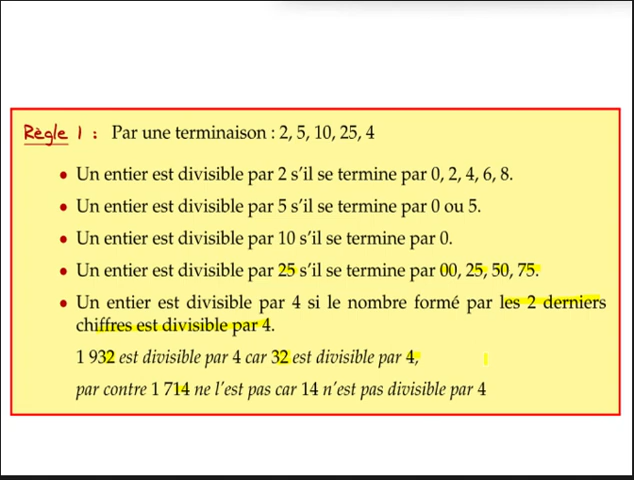 Règle 1 : Par une terminaison : 2, 5, 10, 25, 4
• Un entier est divisible par 2 s'il se termine par 0, 2, 4, 6, 8.
• Un entier est divisible par 5 s'il se termine par 0 ou 5.
• Un entier est divisible par 10 s'il se termine par 0.
• Un entier est divisible par 25 s'il se termine par 00, 25, 50, 75.
• Un entier est divisible par 4 si le nombre formé par les 2 derniers
chiffres est divisible par 4.
1 932 est divisible par 4 car 32 est divisible par 4,
par contre 1 714 ne l'est pas car 14 n'est pas divisible par 4